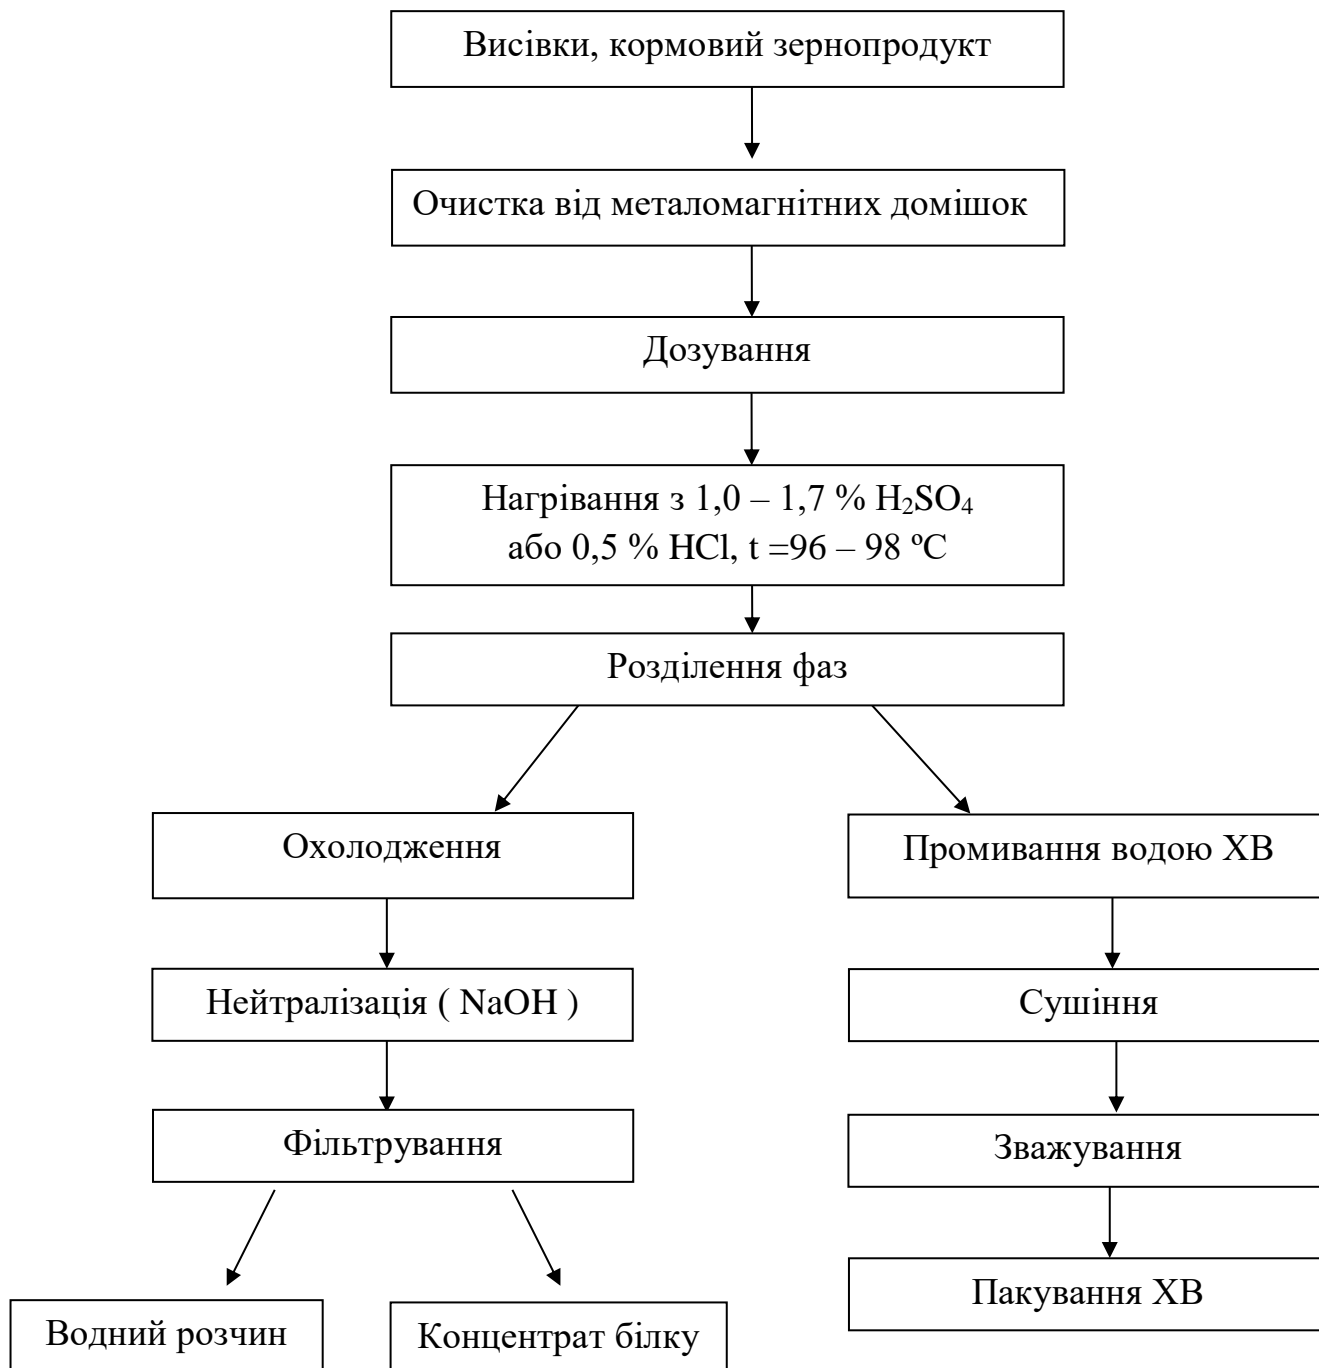 Висівки, кормовий зернопродукт
Очистка від металомагнітних домішок
Дозування
Нагрівання з 1,0 – 1,7 % H₂SO₄
або 0,5 % HCl, t =96 – 98 ºC
Розділення фаз
Охолодження
Промивання водою ХВ
Нейтралізація ( NaOH )
Сушіння
Фільтрування
Зважування
Пакування ХВ
Водний розчин
Концентрат білку